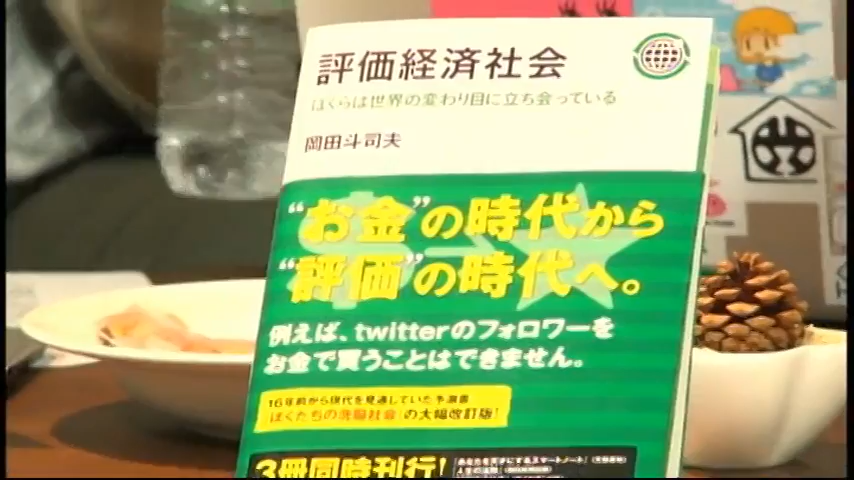 評価経済社会
ぼくらは世界の変わり目に立ち会っている
岡田斗司夫
“お金”の時代から
“評価”の時代へ。
例えば、twitterのフォロワーを
お金で買うことはできません。
16年前から現代を見通していた予測書
『ぼくたちの洗脳社会』の大幅改訂版!
3冊同時刊行!